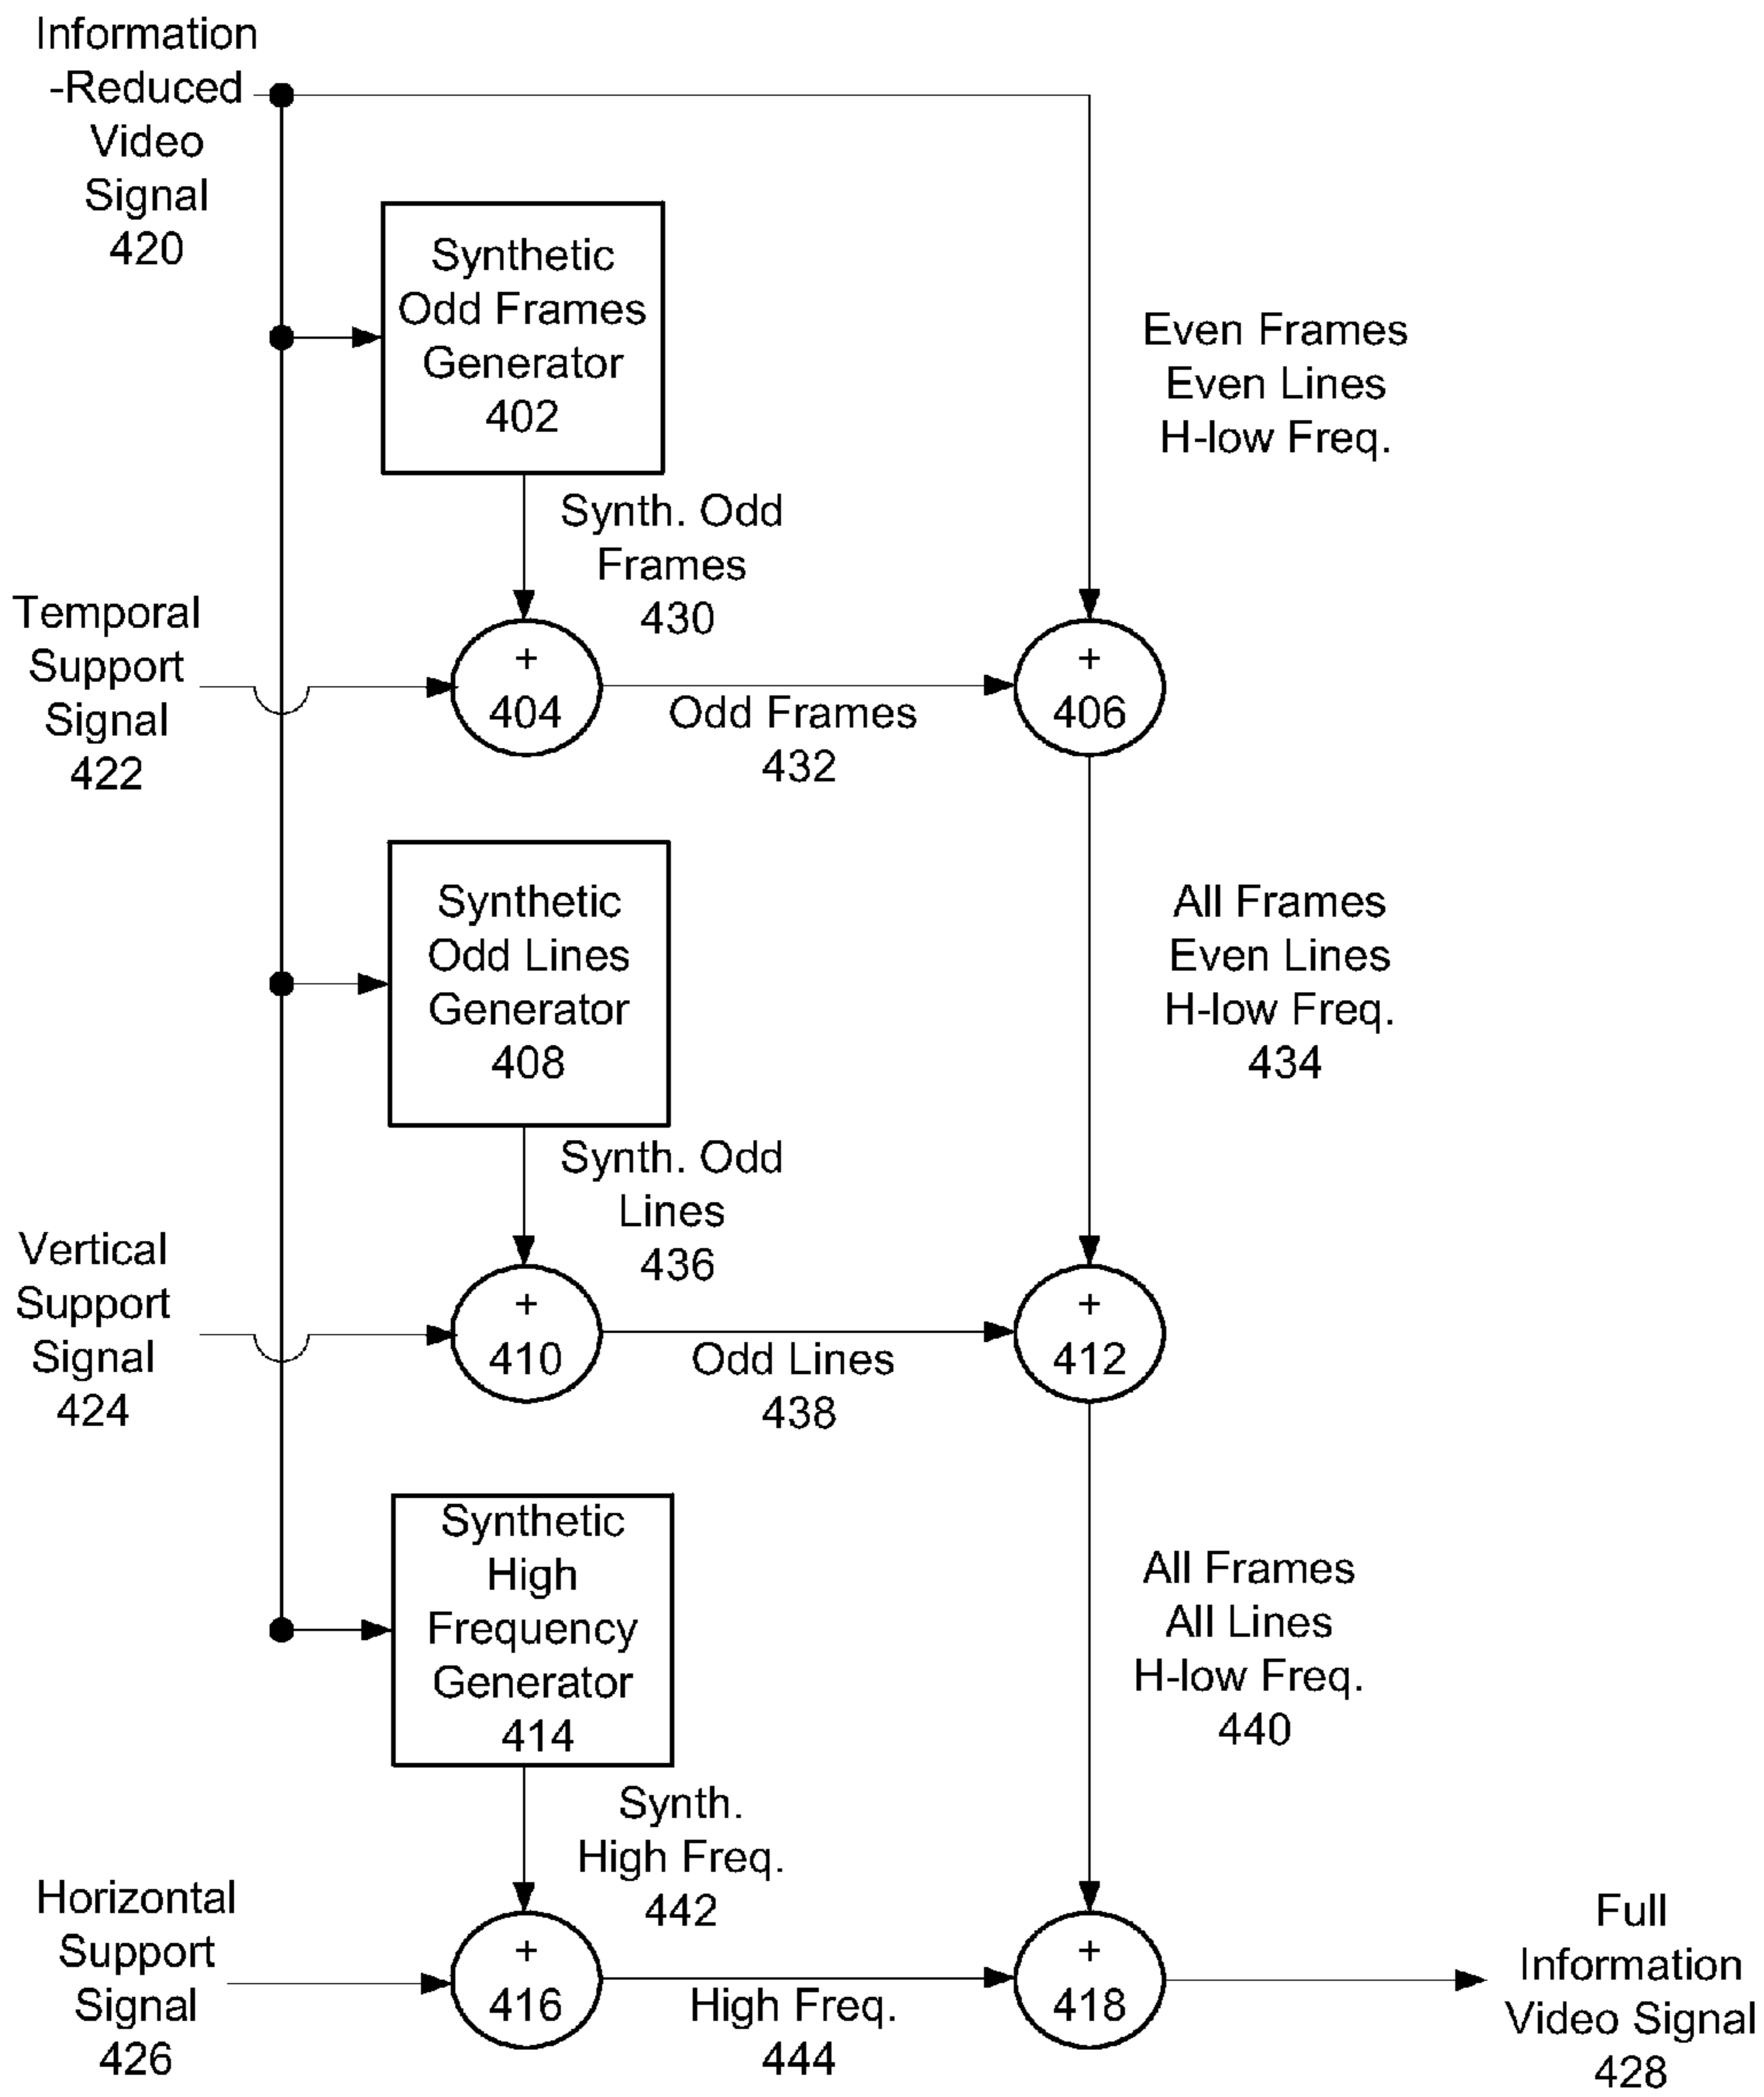 Information
-Reduced
Video
Signal
420
Synthetic
Odd Frames
Generator
402
Even Frames
Even Lines
H-low Freq.
Synth. Odd
Frames
430
Temporal
Support
Signal
422
+
404
Odd Frames
432
+
406
Synthetic
Odd Lines
Generator
408
All Frames
Even Lines
H-low Freq.
434
Synth. Odd
Lines
436
Vertical
Support
Signal
424
+
410
Odd Lines
438
+
412
Synthetic
High
Frequency
Generator
414
All Frames
All Lines
H-low Freq.
440
Synth.
High Freq.
442
Horizontal
Support
Signal
426
+
416
High Freq.
444
+
418
Full
Information
Video Signal
428